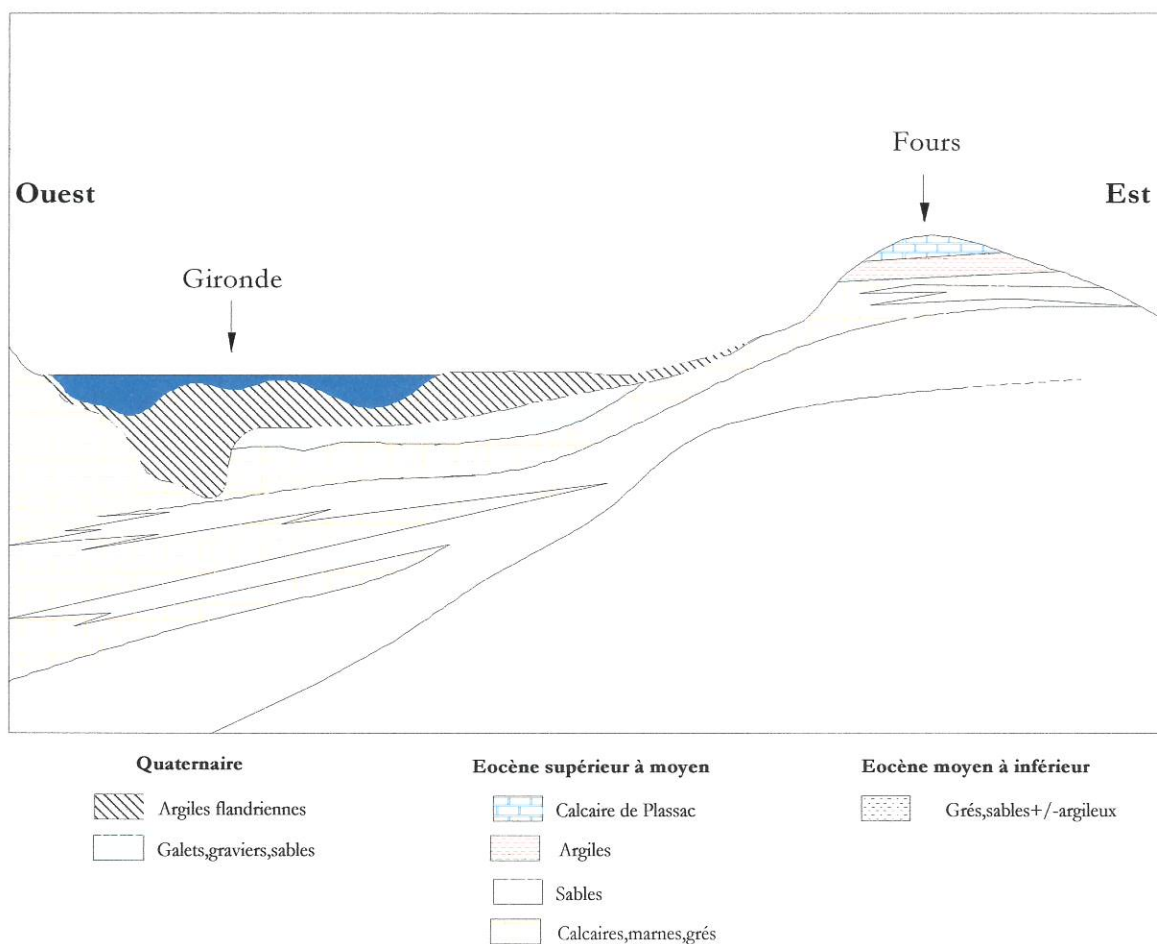 Fours
Ouest
Est
Gironde
Quaternaire
Argiles flandriennes
Galets,graviers,sables
Eocène supérieur à moyen
Calcaire de Plassac
Argiles
Sables
Calcaires,marnes,grés
Eocène moyen à inférieur
Grés,sables+/-argileux